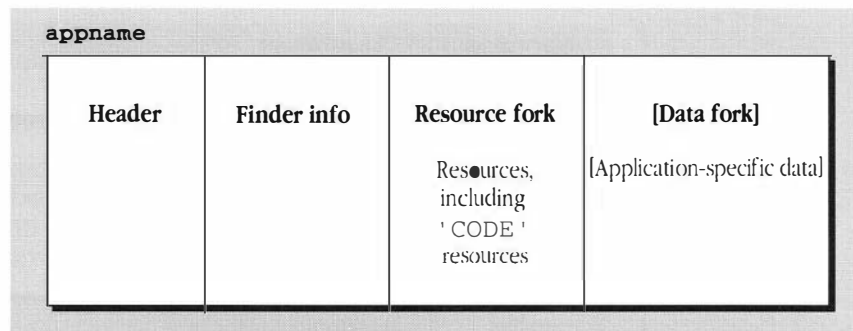 appname
Header
Finder info
Resource fork
[Data fork]
Resources,
including
'CODE'
resources
[Application-specific data]